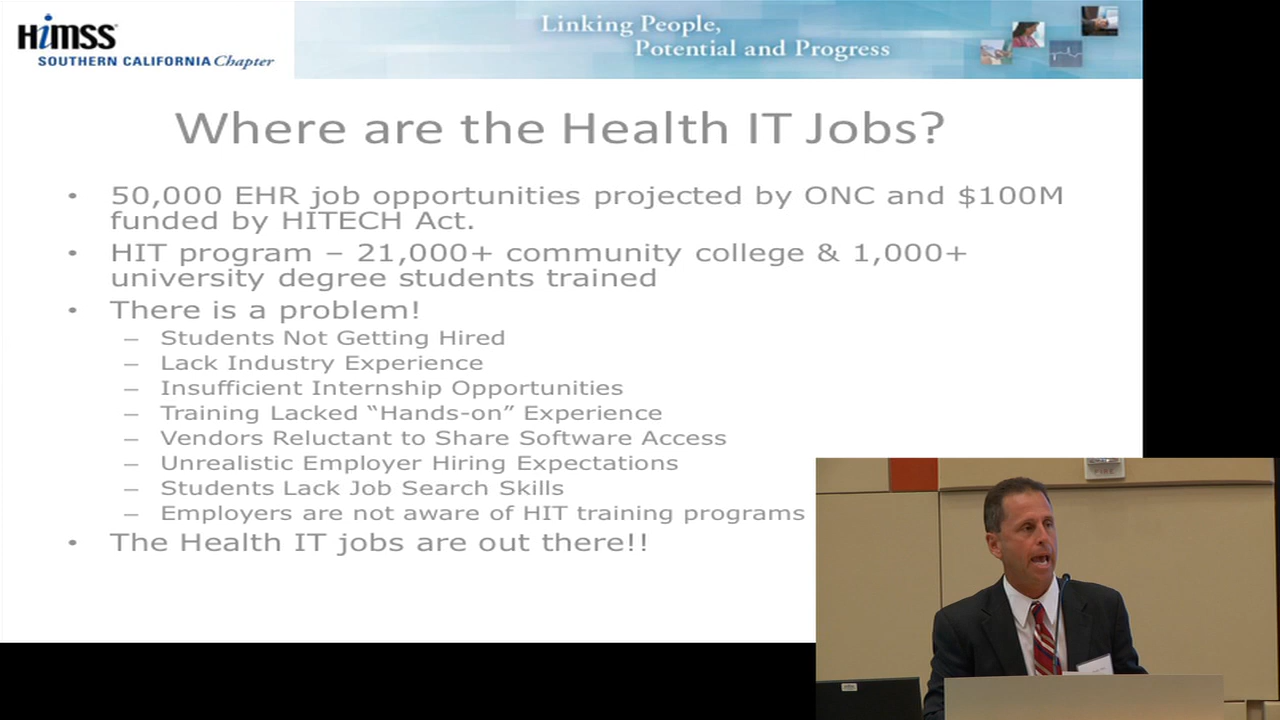 HiMSS
SOUTHERN CALIFORNIA Chapter
Linking People,
Potential and Progress
Where are the Health IT Jobs?
• 50,000 EHR job opportunities projected by ONC and $100M
funded by HITECH Act.
• HIT program – 21,000+ community college & 1,000+
university degree students trained
• There is a problem!
– Students Not Getting Hired
– Lack Industry Experience
– Insufficient Internship Opportunities
– Training Lacked “Hands-on” Experience
– Vendors Reluctant to Share Software Access
– Unrealistic Employer Hiring Expectations
– Students Lack Job Search Skills
– Employers are not aware of HIT training programs
• The Health IT jobs are out there!!
FIRE